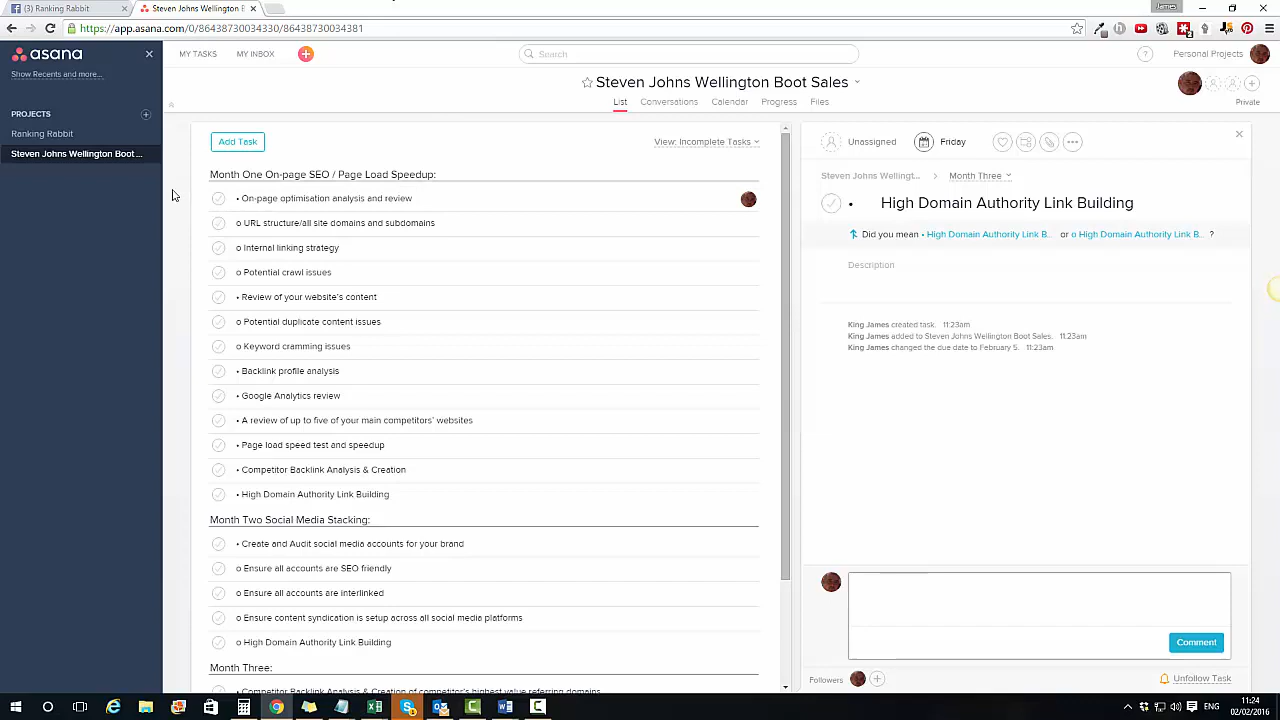 (3) Ranking Rabbit
Steven Johns Wellington B
James
https://app.asana.com/0/86438730034330/86438730034381
asana
Show Recents and more...
PROJECTS
Ranking Rabbit
Steven Johns Wellington Boot ...
MY TASKS
MY INBOX
Search
?
Personal Projects
Steven Johns Wellington Boot Sales
List
Conversations
Calendar
Progress
Files
Private
Add Task
View: Incomplete Tasks
Month One On-page SEO / Page Load Speedup:
• On-page optimisation analysis and review
o URL structure/all site domains and subdomains
o Internal linking strategy
o Potential crawl issues
• Review of your website's content
o Potential duplicate content issues
o Keyword cramming issues
• Backlink profile analysis
• Google Analytics review
• A review of up to five of your main competitors' websites
• Page load speed test and speedup
• Competitor Backlink Analysis & Creation
• High Domain Authority Link Building
Month Two Social Media Stacking:
• Create and Audit social media accounts for your brand
o Ensure all accounts are SEO friendly
o Ensure all accounts are interlinked
o Ensure content syndication is setup across all social media platforms
o High Domain Authority Link Building
Month Three:
• Competitor Backlink Analysis & Creation of competitor's highest value referring domains
Unassigned
Friday
Steven Johns Wellingt...
Month Three
• High Domain Authority Link Building
Did you mean • High Domain Authority Link B... or o High Domain Authority Link B... ?
Description
King James created task. 11:23am
King James added to Steven Johns Wellington Boot Sales. 11:23am
King James changed the due date to February 5. 11:23am
Comment
Followers
Unfollow Task
ENG
11:24
02/02/2016